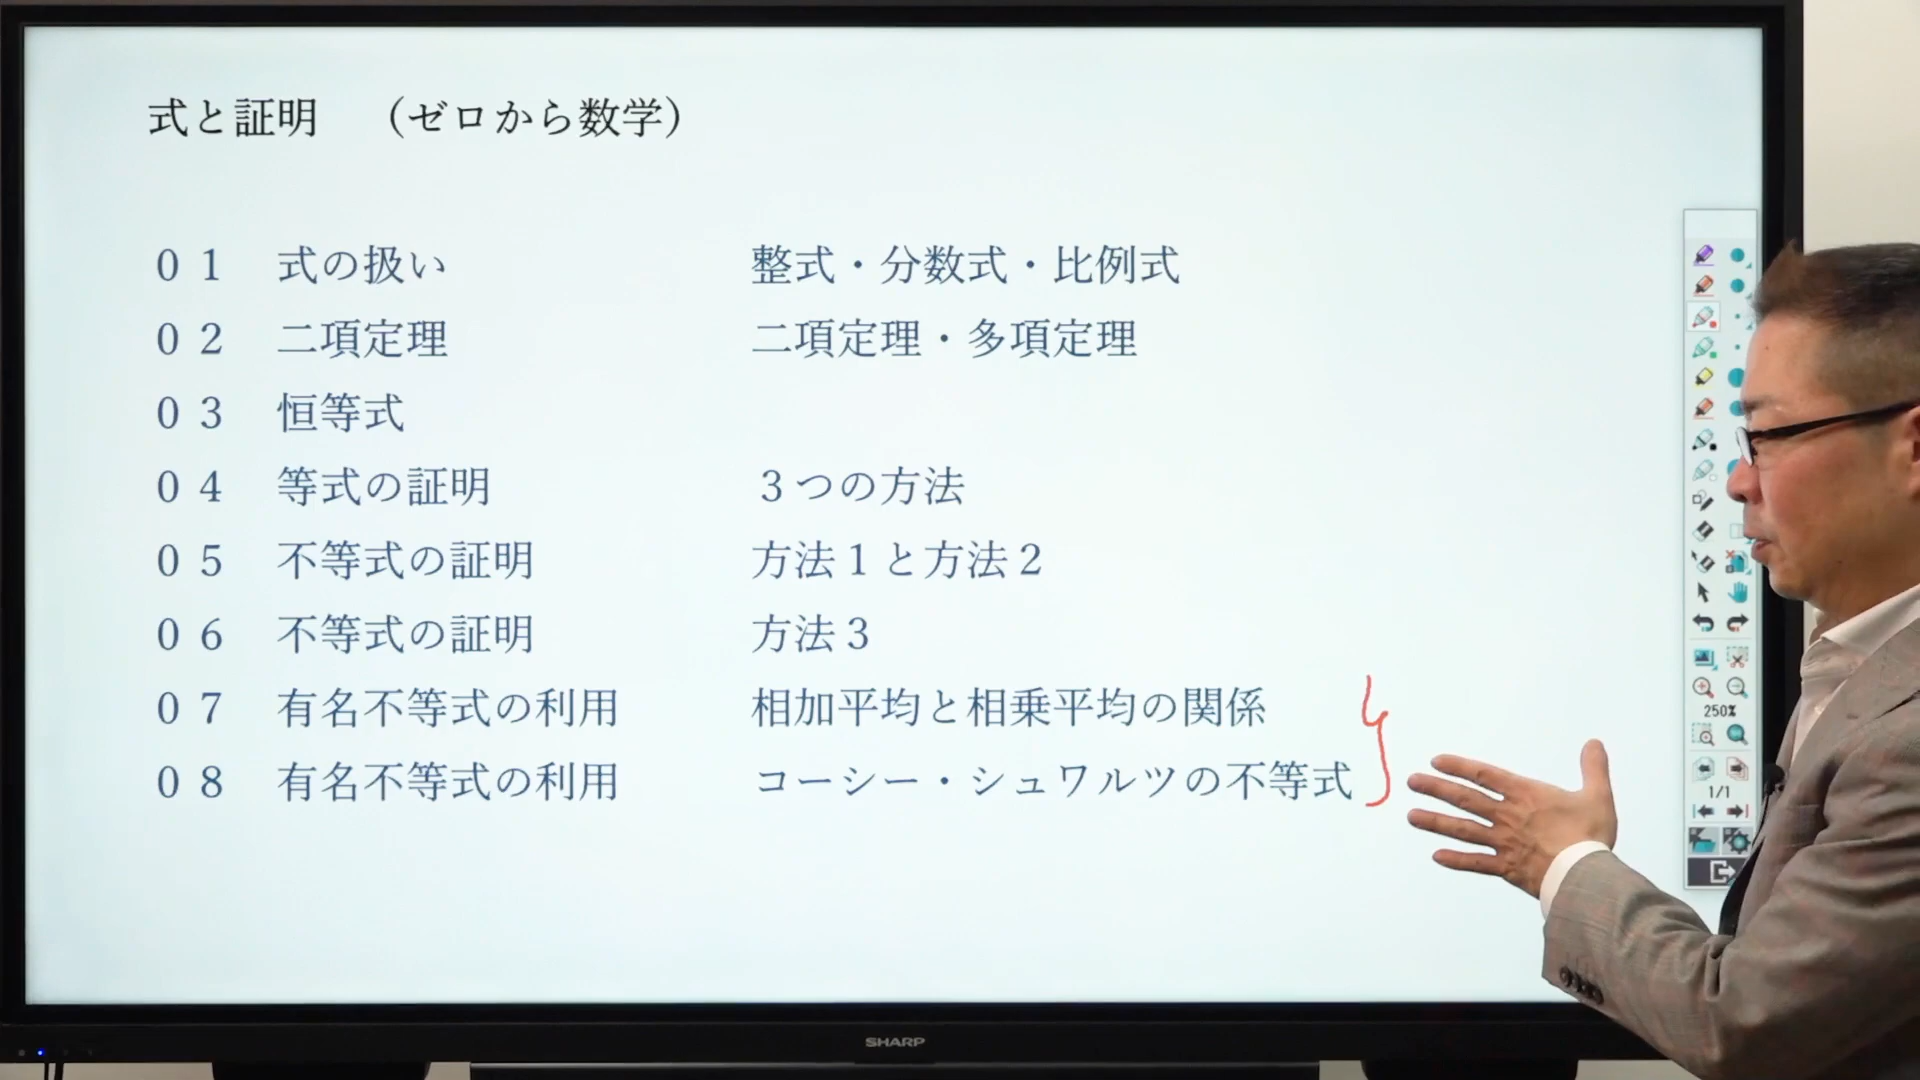 式と証明 （ゼロから数学）
０１ 式の扱い 整式・分数式・比例式
０２ 二項定理 二項定理・多項定理
０３ 恒等式
０４ 等式の証明 ３つの方法
０５ 不等式の証明 方法１と方法２
０６ 不等式の証明 方法３
０７ 有名不等式の利用 相加平均と相乗平均の関係
０８ 有名不等式の利用 コーシー・シュワルツの不等式
250%
1/1
SHARP